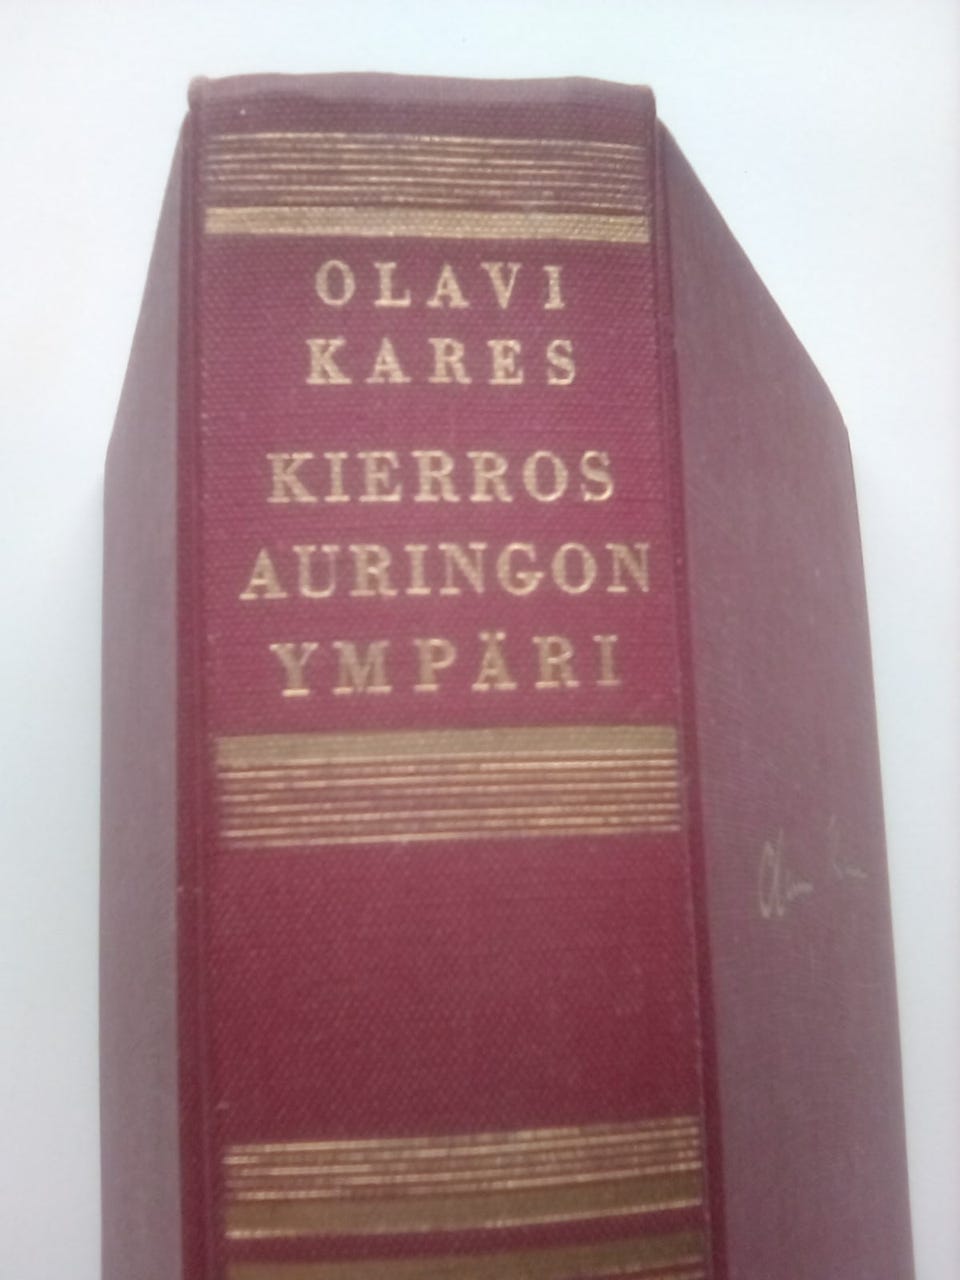 OLAVI
KARES
KIERROS
AURINGON
YMPÄRI